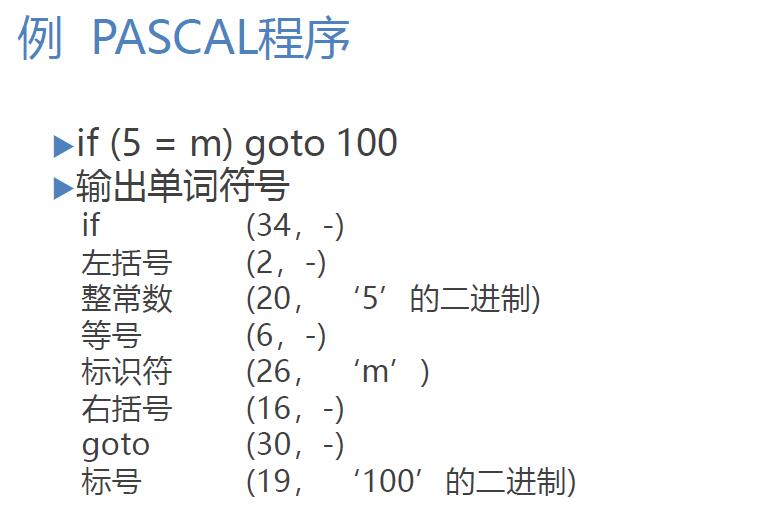 例 PASCAL程序
▶if (5 = m) goto 100
▶输出单词符号
if (34，-)
左括号 (2，-)
整常数 (20， ‘5’ 的二进制)
等号 (6，-)
标识符 (26， ‘m’ )
右括号 (16，-)
goto (30，-)
标号 (19， ‘100’ 的二进制)